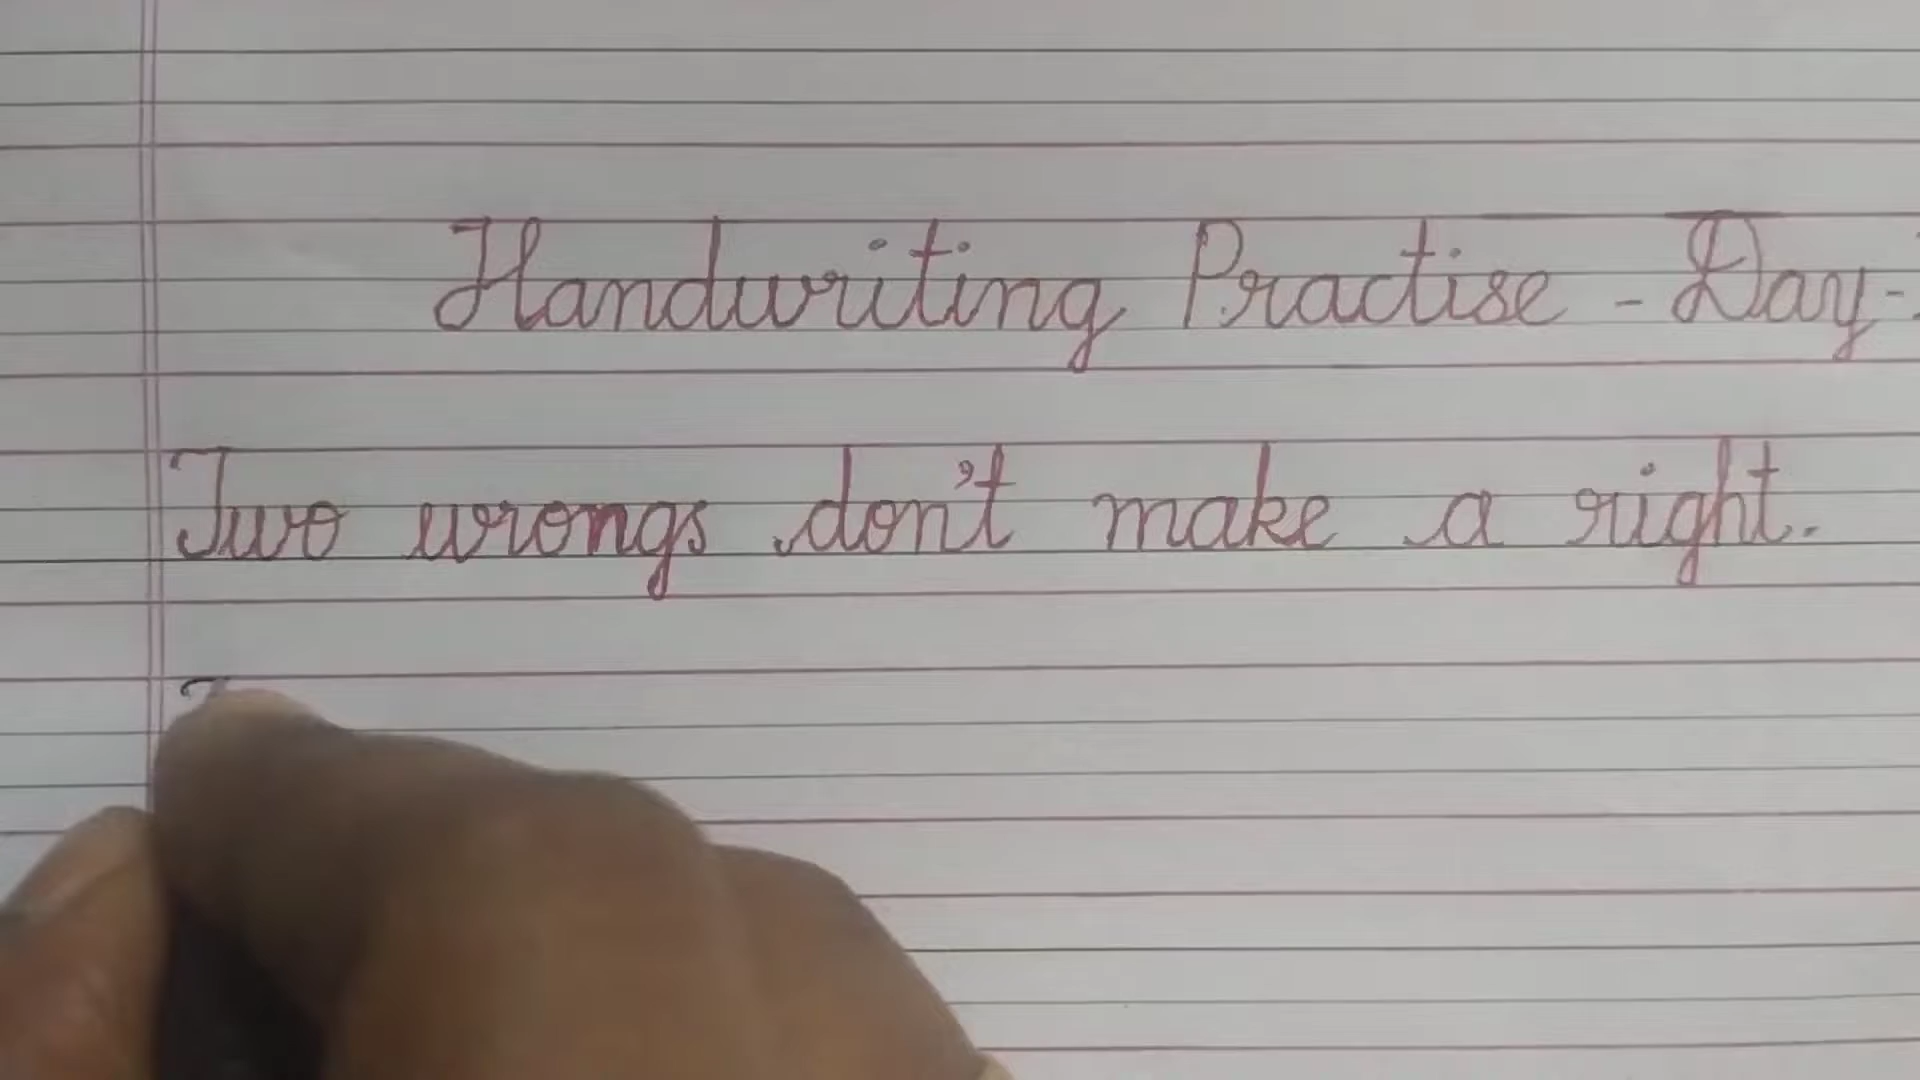 Handwriting Practise - Day-
Two wrongs don't make a right.
T